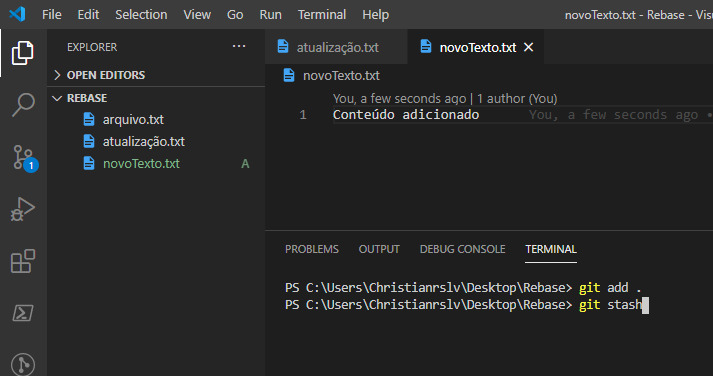 File Edit Selection View Go Run Terminal Help novoTexto.txt - Rebase - Visu
EXPLORER ...
OPEN EDITORS
REBASE
arquivo.txt
atualização.txt
novoTexto.txt A
1
atualização.txt novoTexto.txt
novoTexto.txt
You, a few seconds ago | 1 author (You)
1 Conteúdo adicionado You, a few seconds ago •
PROBLEMS OUTPUT DEBUG CONSOLE TERMINAL
PS C:\Users\Christianrslv\Desktop\Rebase> git add .
PS C:\Users\Christianrslv\Desktop\Rebase> git stash